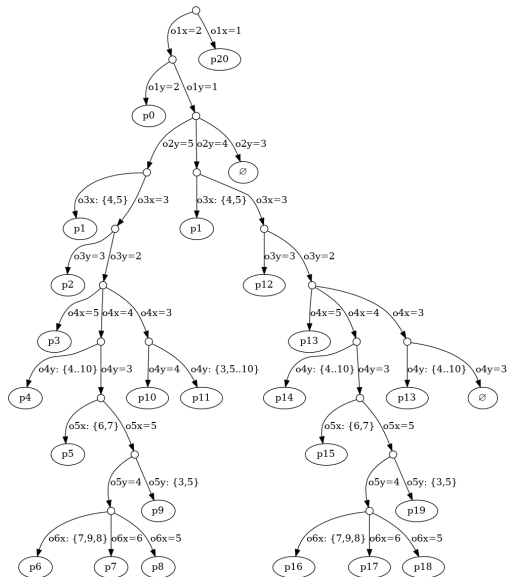 o1x=2 o1x=1
p20
o1y=2 o1y=1
p0
o2y=5 o2y=4 o2y=3
∅
o3x: {4,5} o3x=3 o3x: {4,5} o3x=3
p1 p1
o3y=3 o3y=2 o3y=3 o3y=2
p2 p12
o4x=5 o4x=4 o4x=3 o4x=5 o4x=4 o4x=3
p3 p13
o4y: {4..10} o4y=3 o4y=4 o4y: {3,5..10} o4y: {4..10} o4y=3 o4y: {4..10} o4y=3
p4 p10 p11 p14 p13 ∅
o5x: {6,7} o5x=5 o5x: {6,7} o5x=5
p5 p15
o5y=4 o5y: {3,5} o5y=4 o5y: {3,5}
p9 p19
o6x: {7,9,8} o6x=6 o6x=5 o6x: {7,9,8} o6x=6 o6x=5
p6 p7 p8 p16 p17 p18